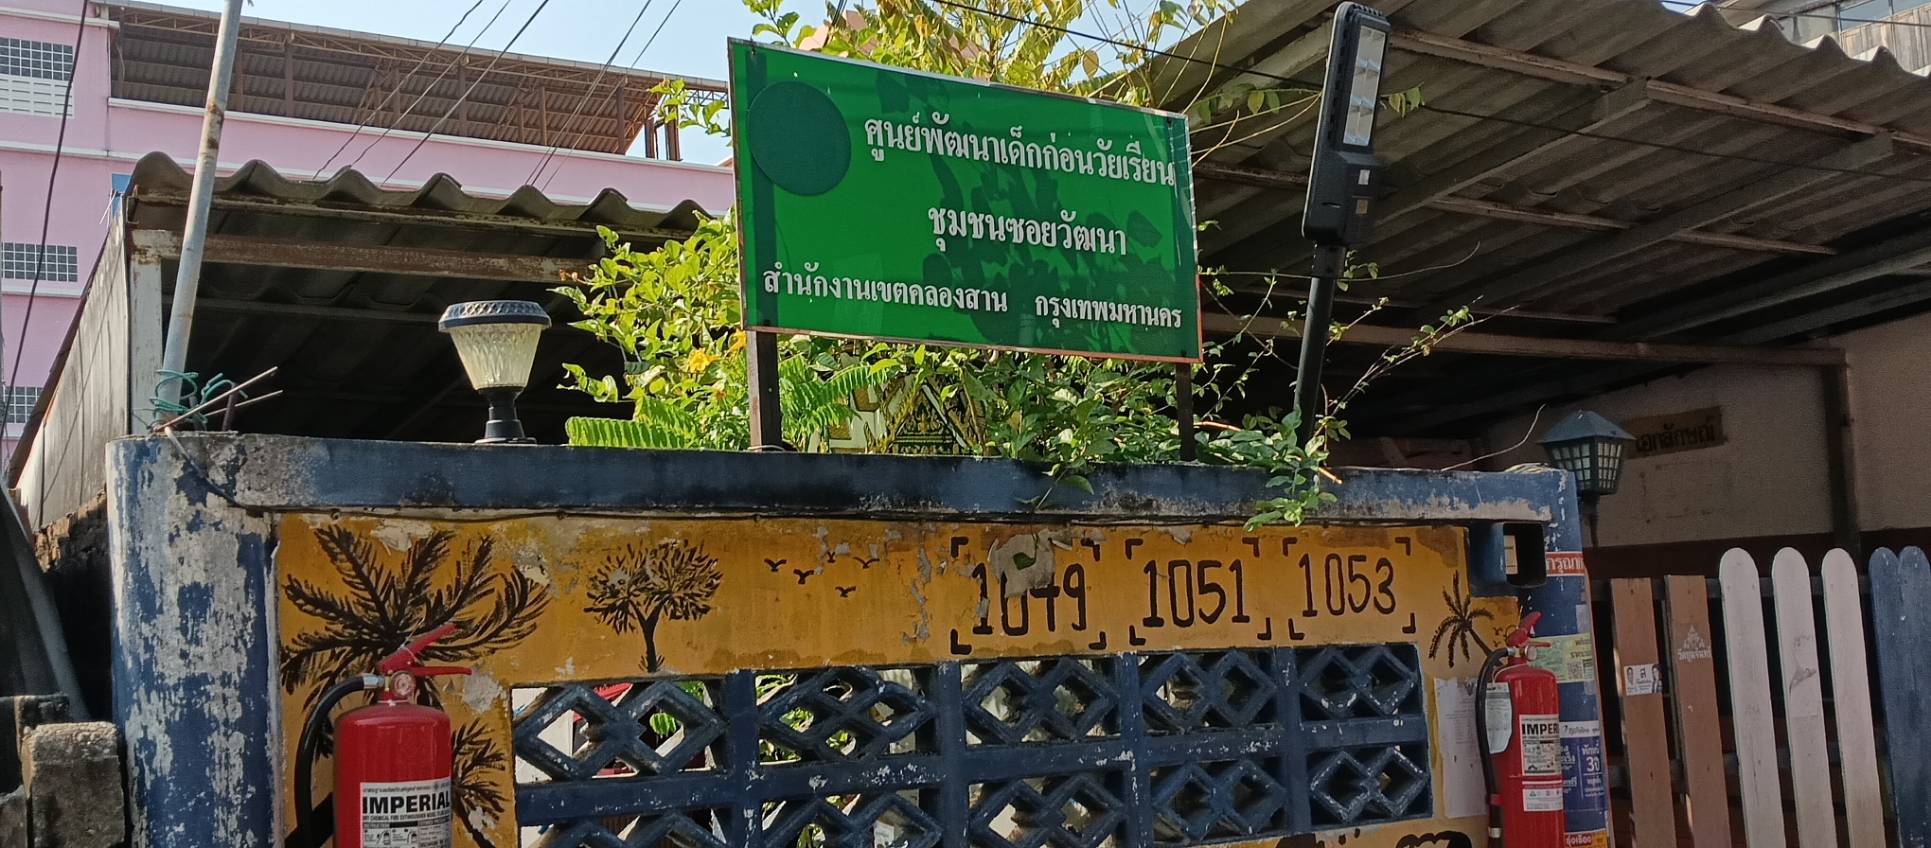 ศูนย์พัฒนาเด็กก่อนวัยเรียน
ชุมชนซอยวัฒนา
สำนักงานเขตคลองสาน กรุงเทพมหานคร
1049 1051 1053
IMPERIAL
IMPER